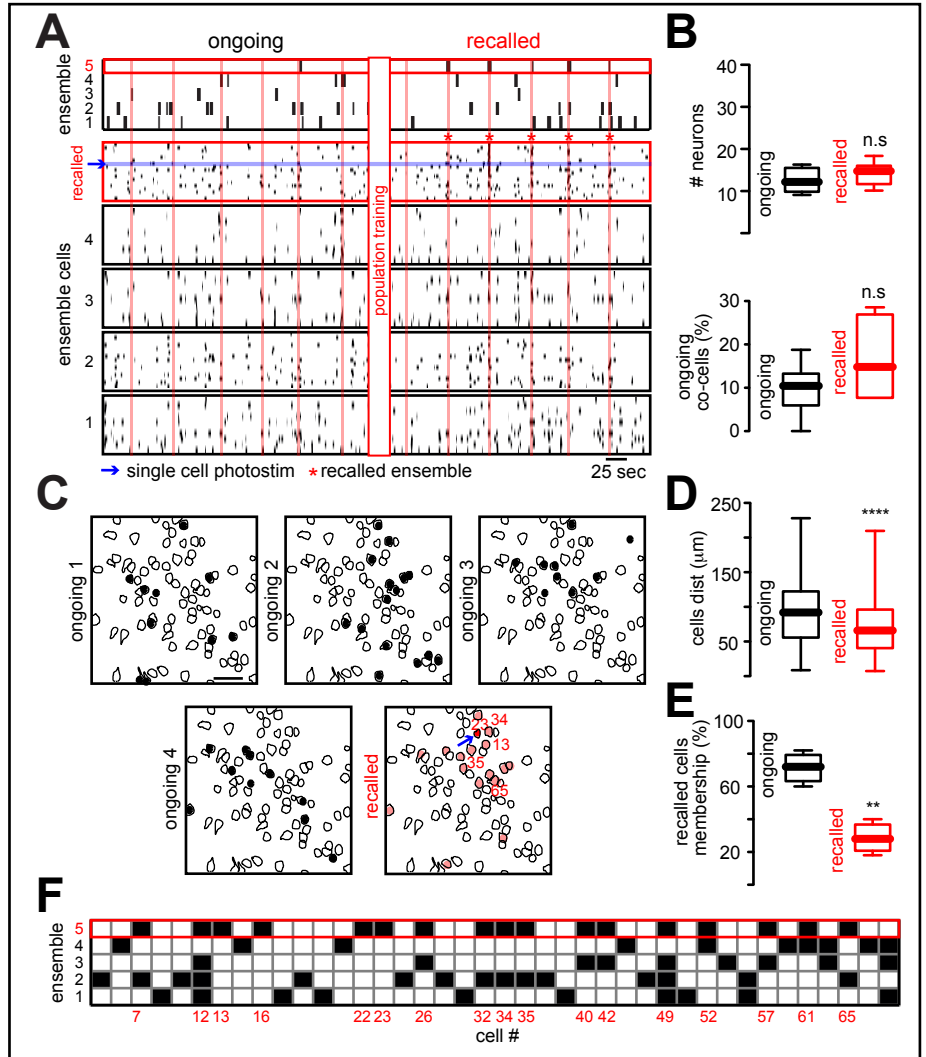 A
ongoing
recalled
ensemble
5
4
3
2
1
* * * * *
recalled
population training
ensemble cells
4
3
2
1
→ single cell photostim
* recalled ensemble
25 sec
B
# neurons
40
30
20
10
ongoing
recalled
n.s
ongoing
co-cells (%)
30
20
10
0
ongoing
recalled
n.s
C
ongoing 1
ongoing 2
ongoing 3
ongoing 4
recalled
23
34
13
35
65
D
cells dist (μm)
250
150
50
ongoing
recalled
****
E
recalled cells
membership (%)
100
60
20
ongoing
recalled
**
F
ensemble
5
4
3
2
1
7 12 13 16 22 23 26 32 34 35 40 42 49 52 57 61 65
cell #